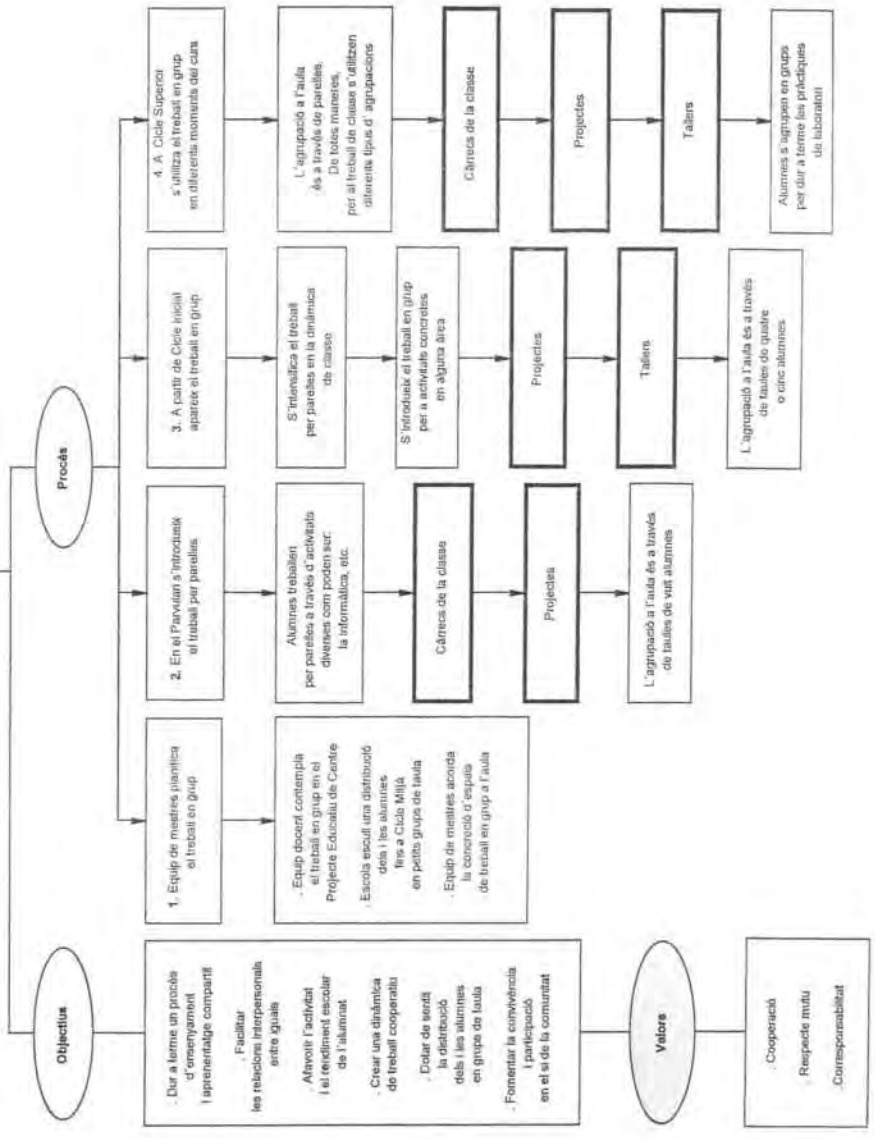 Objectius
. Dur a terme un procés
d'ensenyament
i aprenentatge compartit
. Facilitar
les relacions interpersonals
entre iguals
. Afavorir l'activitat
i el rendiment escolar
de l'alumnat
. Crear una dinàmica
de treball cooperatiu
. Dotar de sentit
la distribució
dels i les alumnes
en grups de taula
. Fomentar la convivència
i participació
en el si de la comunitat
Valors
. Cooperació
. Respecte mutu
. Corresponsabilitat
Procés
1. Equip de mestres planifica
el treball en grup
. Equip docent contempla
el treball en grup en el
Projecte Educatiu de Centre
. Escola escull una distribució
dels i les alumnes
fins a Cicle Mitjà
en petits grups de taula
. Equip de mestres acorda
la concreció d'espais
de treball en grup a l'aula
2. En el Parvulari s'introdueix
el treball per parelles
Alumnes treballen
per parelles a través d'activitats
diverses com poden ser:
la informàtica, etc.
Càrrecs de la classe
Projectes
L'agrupació a l'aula és a través
de taules de vuit alumnes
3. A partir de Cicle Inicial
apareix el treball en grup
S'intensifica el treball
per parelles en la dinàmica
de classe
S'introdueix el treball en grup
per a activitats concretes
en alguna àrea
Projectes
Tallers
L'agrupació a l'aula és a través
de taules de quatre
o cinc alumnes
4. A Cicle Superior
s'utilitza el treball en grup
en diferents moments del curs
L'agrupació a l'aula
és a través de parelles.
De totes maneres,
per al treball de classe s'utilitzen
diferents tipus d'agrupacions
Càrrecs de la classe
Projectes
Tallers
Alumnes s'agrupen en grups
per dur a terme les pràctiques
de laboratori